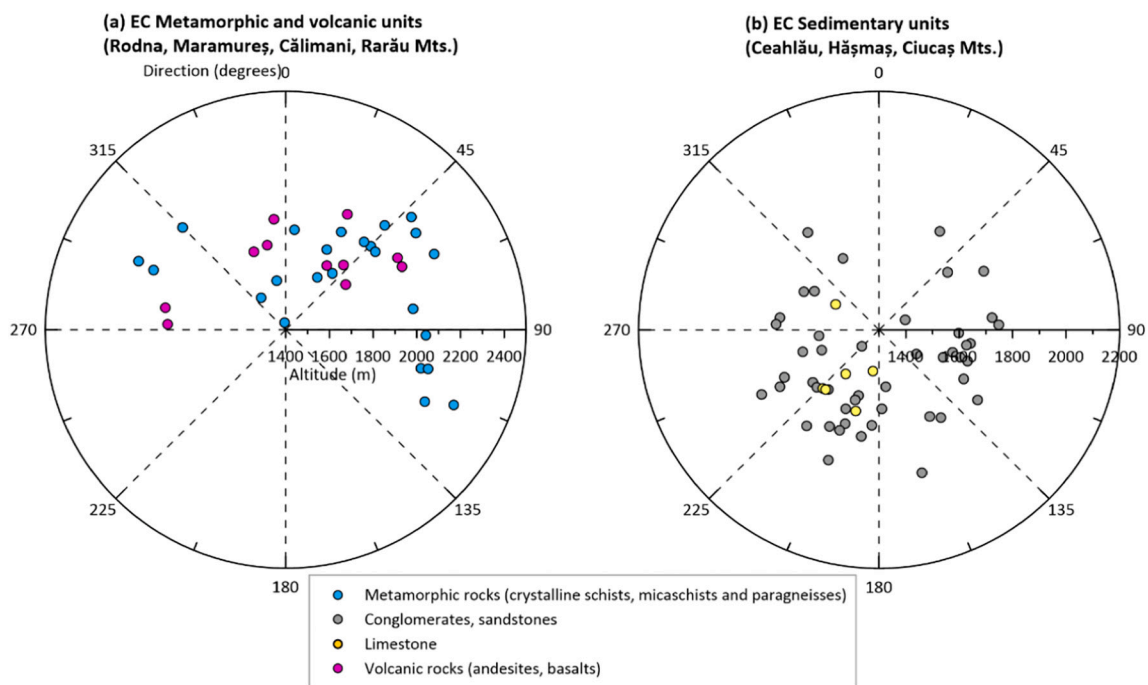 (a) EC Metamorphic and volcanic units
(Rodna, Maramureș, Călimani, Rarău Mts.)
Direction (degrees) 0
315
45
270
90
1400 1600 1800 2000 2200 2400
Altitude (m)
225
135
180
(b) EC Sedimentary units
(Ceahlău, Hășmaș, Ciucaș Mts.)
0
315
45
270
90
1400 1600 1800 2000 2200
225
135
180
Metamorphic rocks (crystalline schists, micaschists and paragneisses)
Conglomerates, sandstones
Limestone
Volcanic rocks (andesites, basalts)